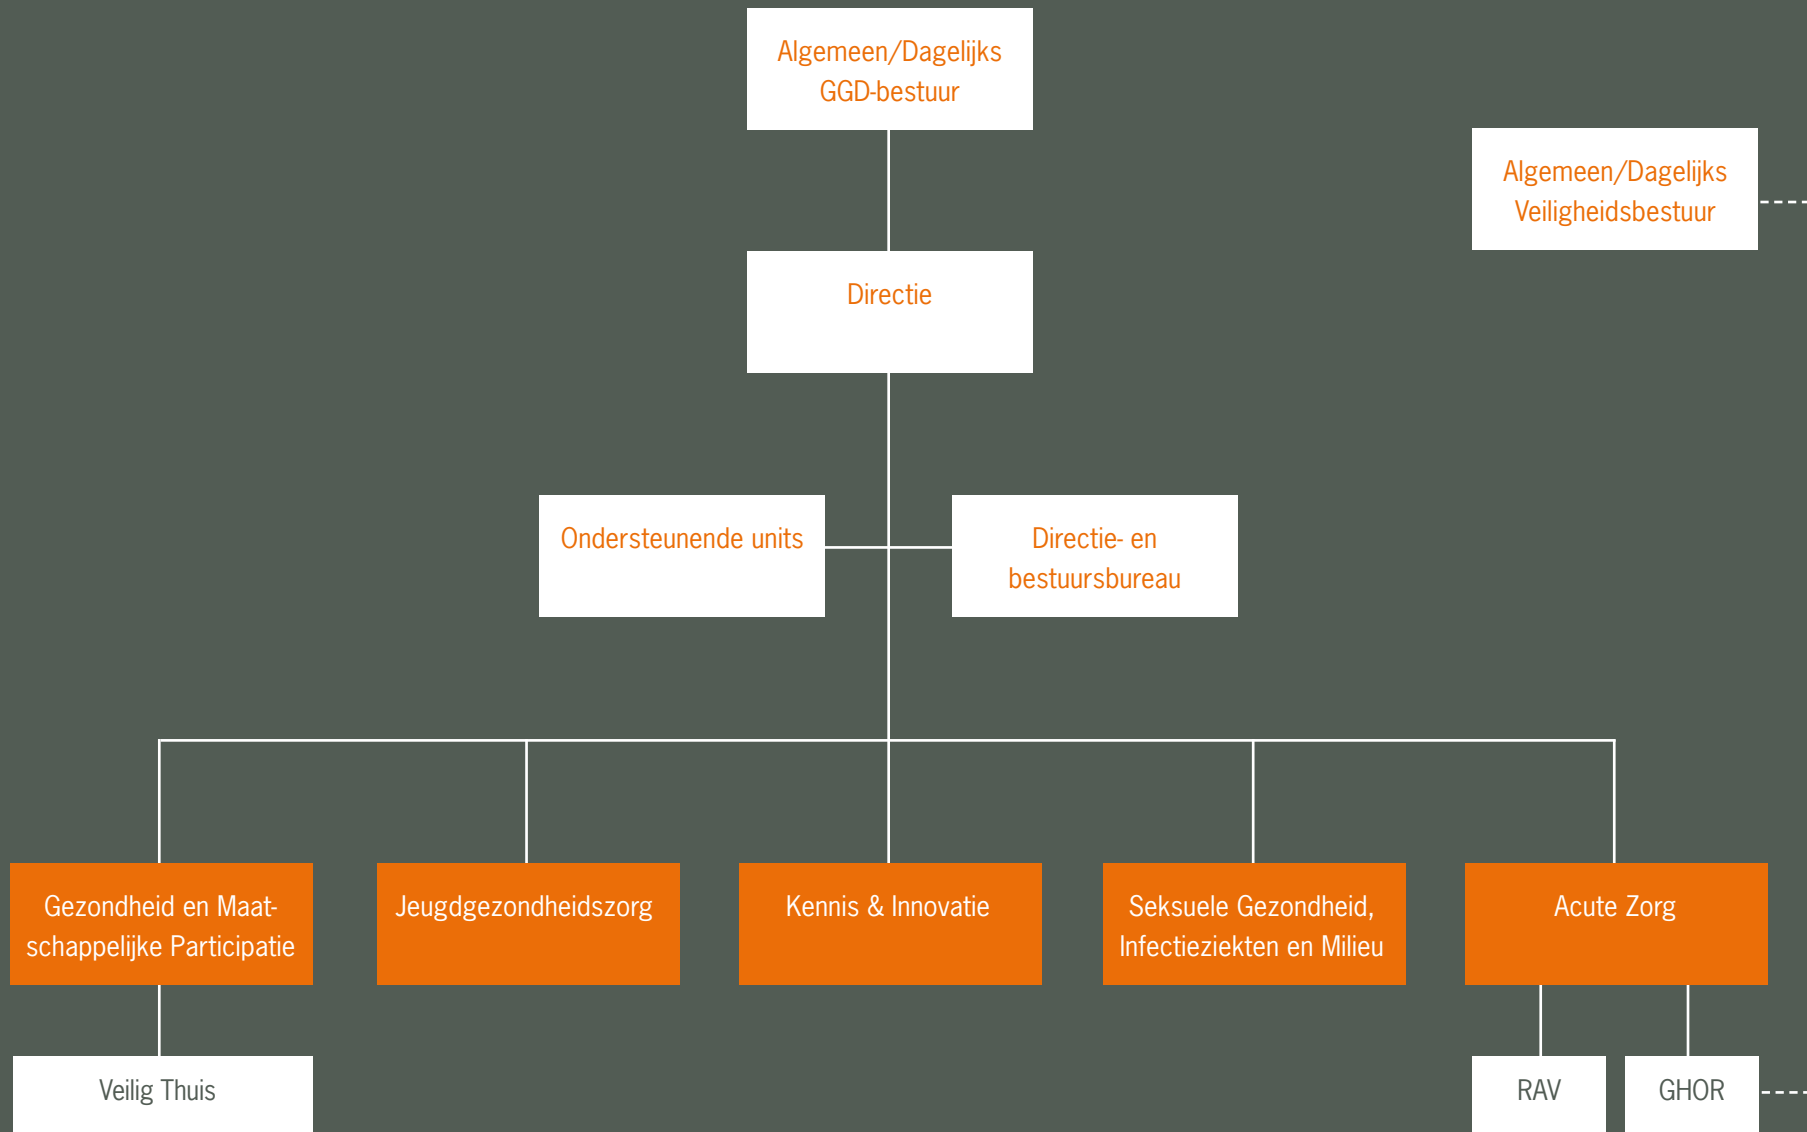 Algemeen/Dagelijks
GGD-bestuur
Algemeen/Dagelijks
Veiligheidsbestuur
Directie
Ondersteunende units
Directie- en
bestuursbureau
Gezondheid en Maat-
schappelijke Participatie
Jeugdgezondheidszorg
Kennis & Innovatie
Seksuele Gezondheid,
Infectieziekten en Milieu
Acute Zorg
Veilig Thuis
RAV
GHOR